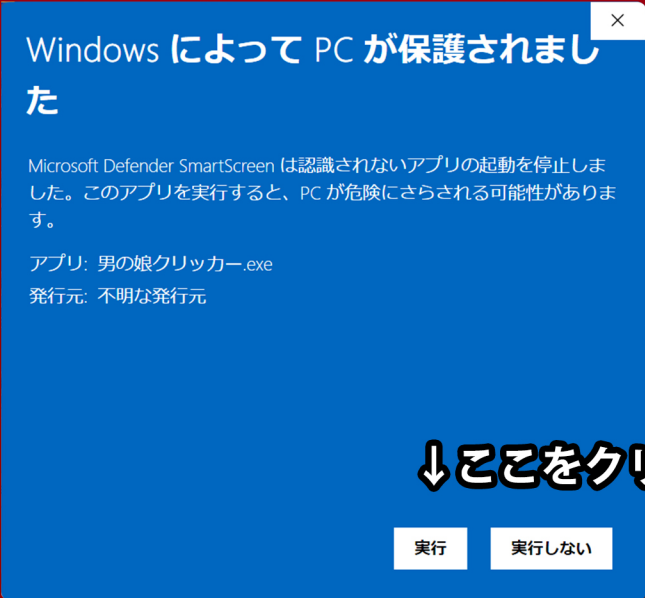 Windows によって PC が保護されまし
た
Microsoft Defender SmartScreen は認識されないアプリの起動を停止しま
した。このアプリを実行すると、PC が危険にさらされる可能性がありま
す。
アプリ: 男の娘クリッカー.exe
発行元: 不明な発行元
↓ここをクリ
実行
実行しない